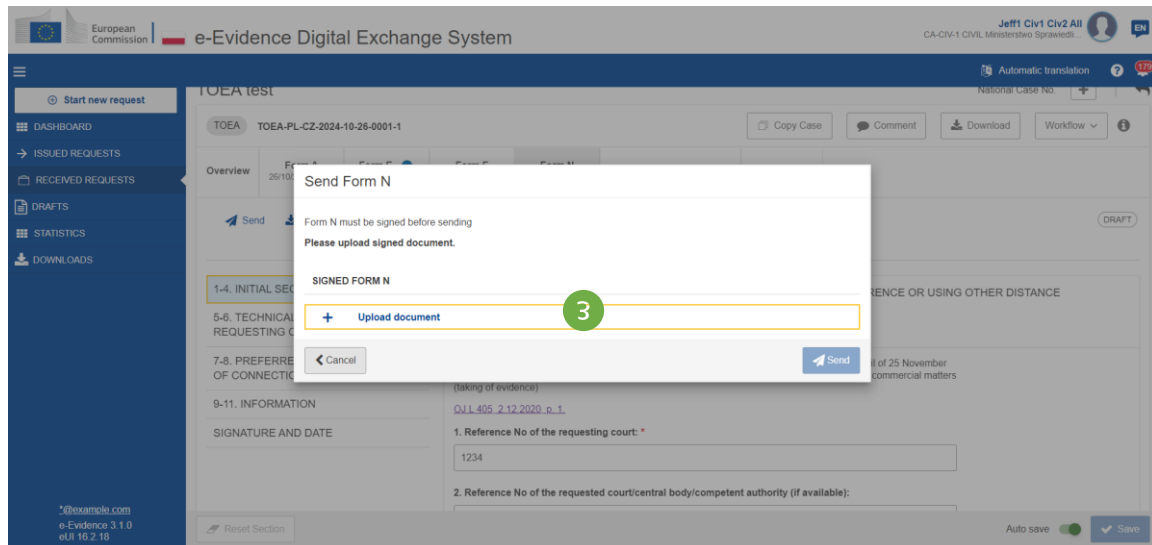 European
Commission
e-Evidence Digital Exchange System
Jeff1 Civ1 Civ2 All
CA-CIV-1 CIVIL Ministerstwo Sprawiedli...
EN
Automatic translation
?
179
Start new request
DASHBOARD
ISSUED REQUESTS
RECEIVED REQUESTS
DRAFTS
STATISTICS
DOWNLOADS
TOEA test
National Case No.
TOEA
TOEA-PL-CZ-2024-10-26-0001-1
Copy Case
Comment
Download
Workflow
Overview
Send
DRAFT
Send Form N
Form N must be signed before sending
Please upload signed document.
SIGNED FORM N
+ Upload document
3
Cancel
Send
1-4. INITIAL SEC
5-6. TECHNICAL
REQUESTING C
7-8. PREFERRE
OF CONNECTIO
9-11. INFORMATION
SIGNATURE AND DATE
RENCE OR USING OTHER DISTANCE
il of 25 November
commercial matters
(taking of evidence)
OJ L 405, 2.12.2020, p. 1.
1. Reference No of the requesting court: *
1234
2. Reference No of the requested court/central body/competent authority (if available):
*@example.com
e-Evidence 3.1.0
eUI 16.2.18
Reset Section
Auto save
Save